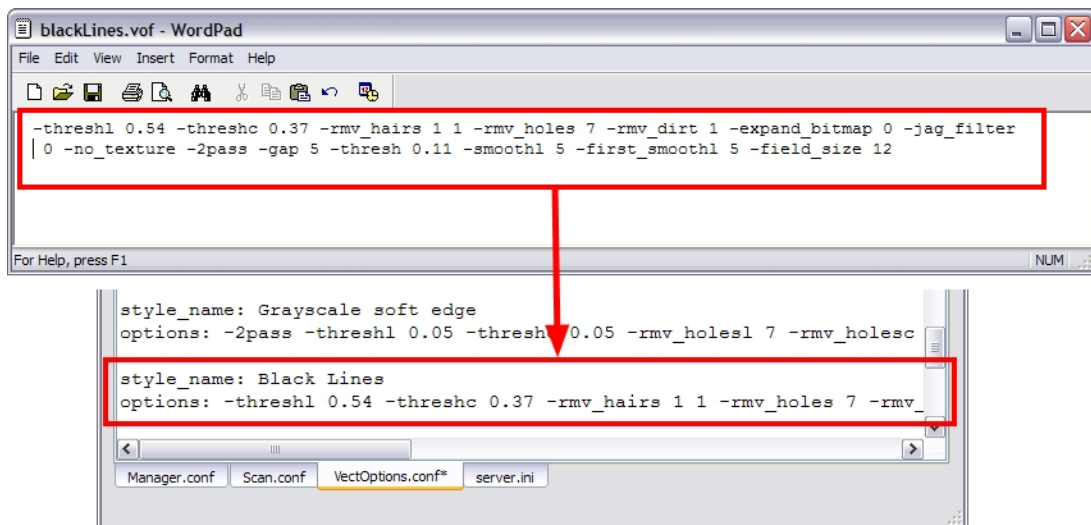 blackLines.vof - WordPad
File Edit View Insert Format Help
-threshl 0.54 -threshc 0.37 -rmv_hairs 1 1 -rmv_holes 7 -rmv_dirt 1 -expand_bitmap 0 -jag_filter
0 -no_texture -2pass -gap 5 -thresh 0.11 -smoothl 5 -first_smoothl 5 -field_size 12
For Help, press F1
NUM
style_name: Grayscale soft edge
options: -2pass -threshl 0.05 -thresh 0.05 -rmv_holesl 7 -rmv_holesc
style_name: Black Lines
options: -threshl 0.54 -threshc 0.37 -rmv_hairs 1 1 -rmv_holes 7 -rmv_
Manager.conf Scan.conf VectOptions.conf* server.ini